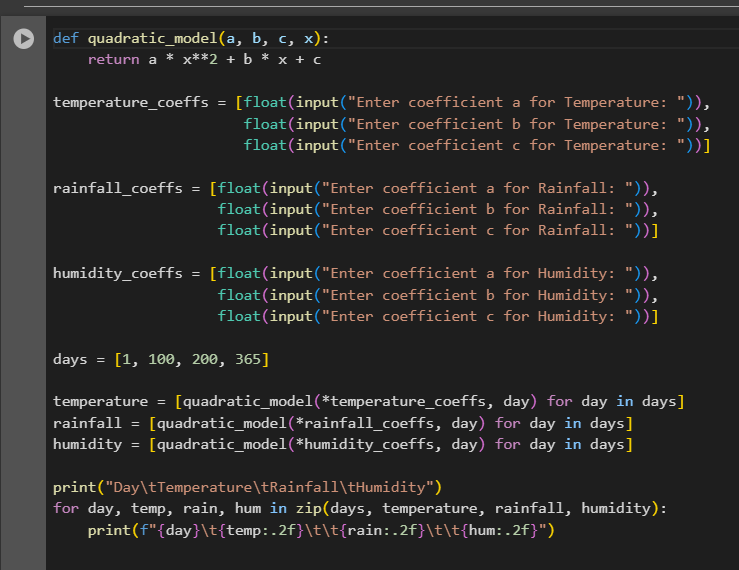 def quadratic_model(a, b, c, x):
    return a * x**2 + b * x + c

temperature_coeffs = [float(input("Enter coefficient a for Temperature: ")),
                      float(input("Enter coefficient b for Temperature: ")),
                      float(input("Enter coefficient c for Temperature: "))]

rainfall_coeffs = [float(input("Enter coefficient a for Rainfall: ")),
                   float(input("Enter coefficient b for Rainfall: ")),
                   float(input("Enter coefficient c for Rainfall: "))]

humidity_coeffs = [float(input("Enter coefficient a for Humidity: ")),
                   float(input("Enter coefficient b for Humidity: ")),
                   float(input("Enter coefficient c for Humidity: "))]

days = [1, 100, 200, 365]

temperature = [quadratic_model(*temperature_coeffs, day) for day in days]
rainfall = [quadratic_model(*rainfall_coeffs, day) for day in days]
humidity = [quadratic_model(*humidity_coeffs, day) for day in days]

print("Day\tTemperature\tRainfall\tHumidity")
for day, temp, rain, hum in zip(days, temperature, rainfall, humidity):
    print(f"{day}\t{temp:.2f}\t\t{rain:.2f}\t\t{hum:.2f}")